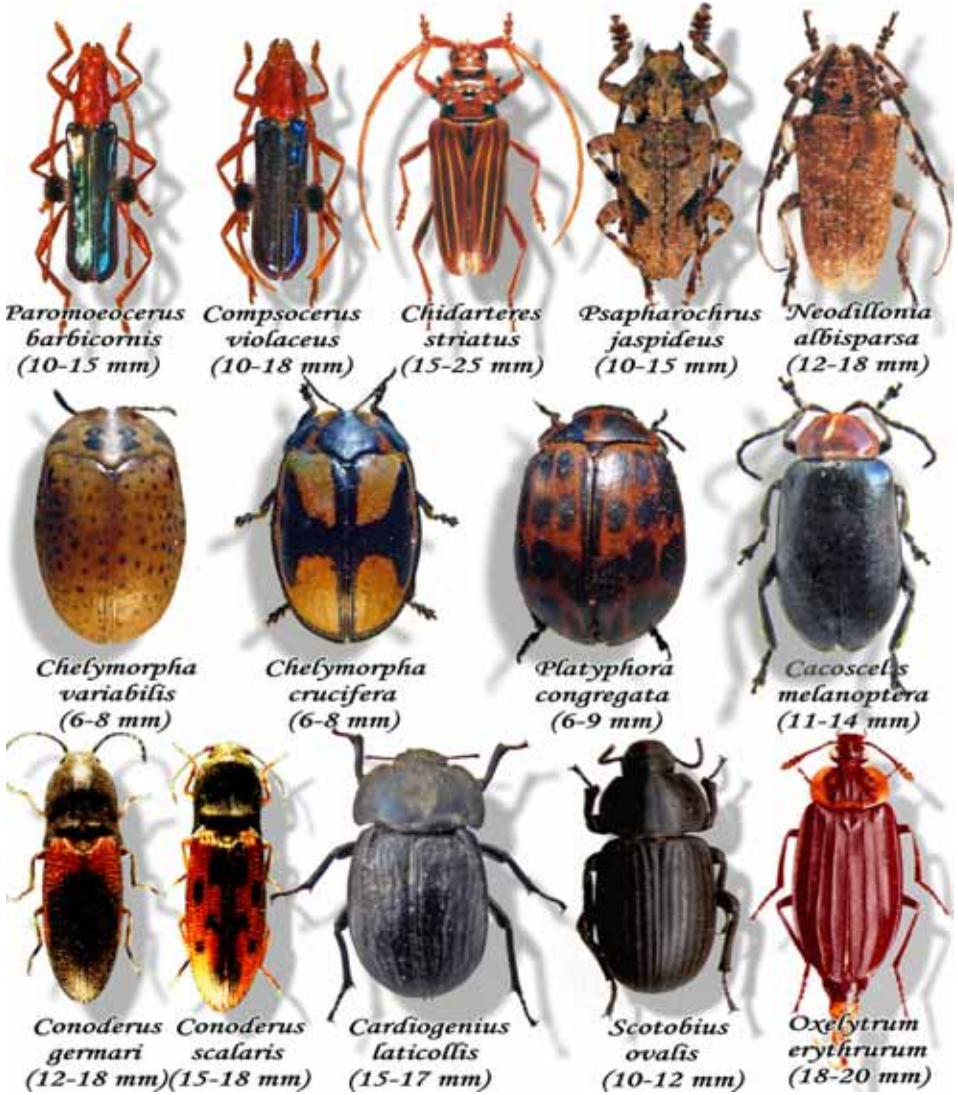 Paromoeocerus barbicornis (10-15 mm)
Compsocerus violaceus (10-18 mm)
Chidarteres striatus (15-25 mm)
Psapharochrus jaspideus (10-15 mm)
Neodillonia albisparsa (12-18 mm)
Chelymorpha variabilis (6-8 mm)
Chelymorpha crucifera (6-8 mm)
Platyphora congregata (6-9 mm)
Cacoscelis melanoptera (11-14 mm)
Conoderus germari (12-18 mm)
Conoderus scalaris (15-18 mm)
Cardiogenius laticollis (15-17 mm)
Scotobius ovalis (10-12 mm)
Oxelytrum erythrurum (18-20 mm)